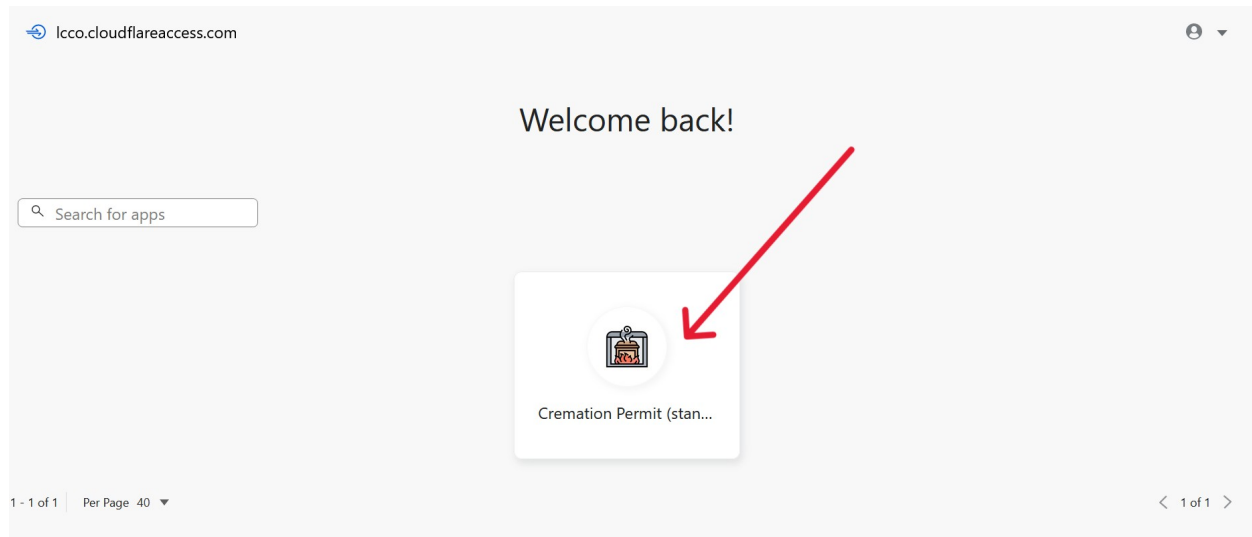 lcco.cloudflareaccess.com
Welcome back!
Search for apps
Cremation Permit (stan...
1 - 1 of 1 Per Page 40
1 of 1